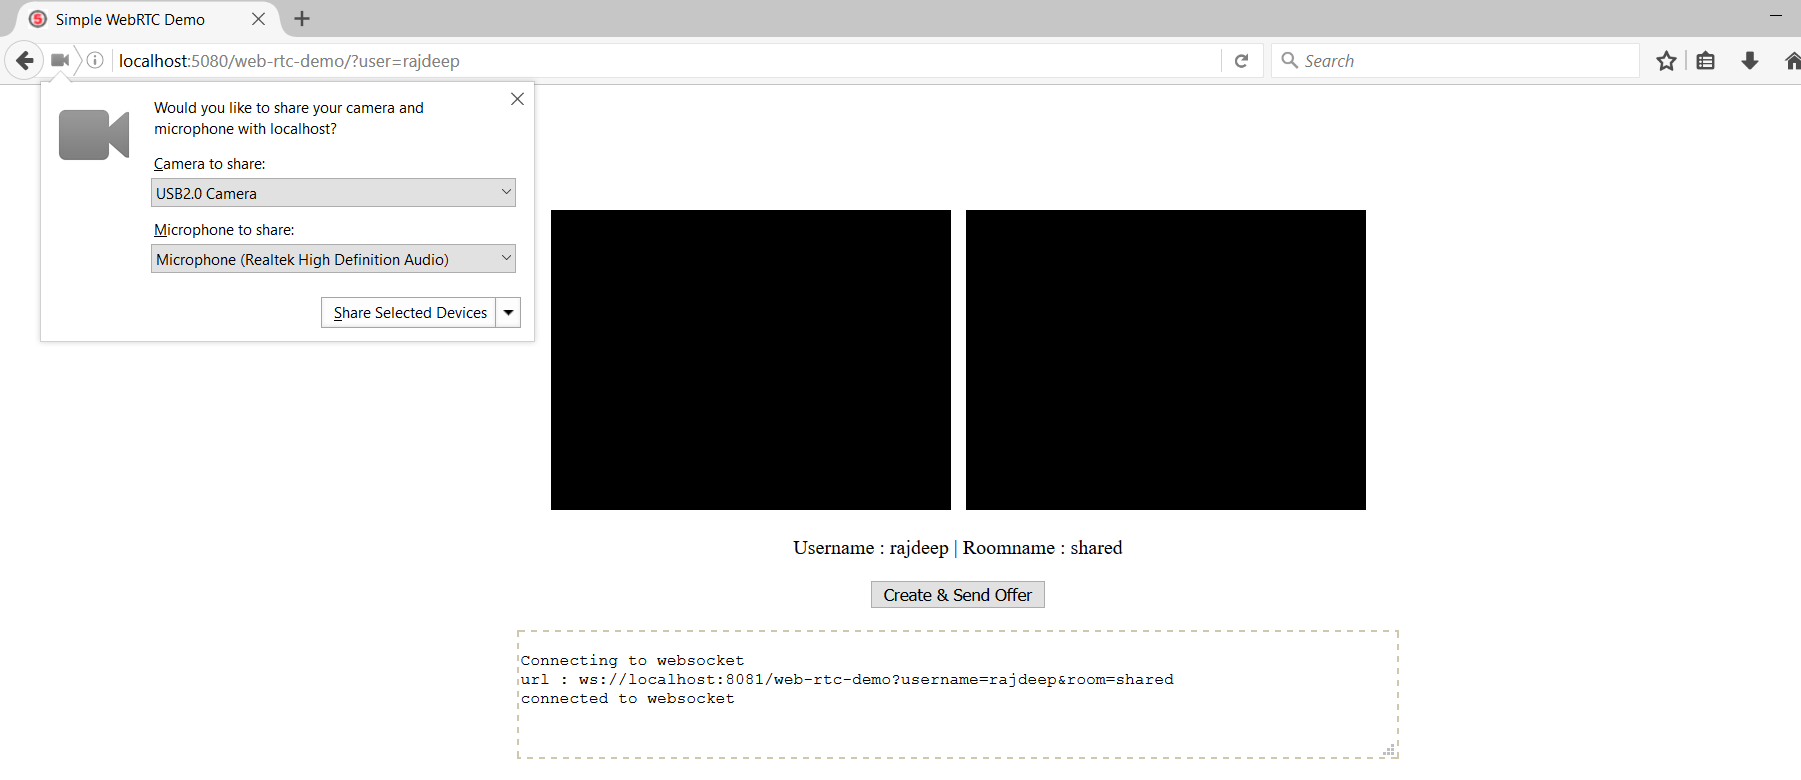 Simple WebRTC Demo
localhost:5080/web-rtc-demo/?user=rajdeep
Search
Would you like to share your camera and
microphone with localhost?
Camera to share:
USB2.0 Camera
Microphone to share:
Microphone (Realtek High Definition Audio)
Share Selected Devices
Username : rajdeep | Roomname : shared
Create & Send Offer
Connecting to websocket
url : ws://localhost:8081/web-rtc-demo?username=rajdeep&room=shared
connected to websocket